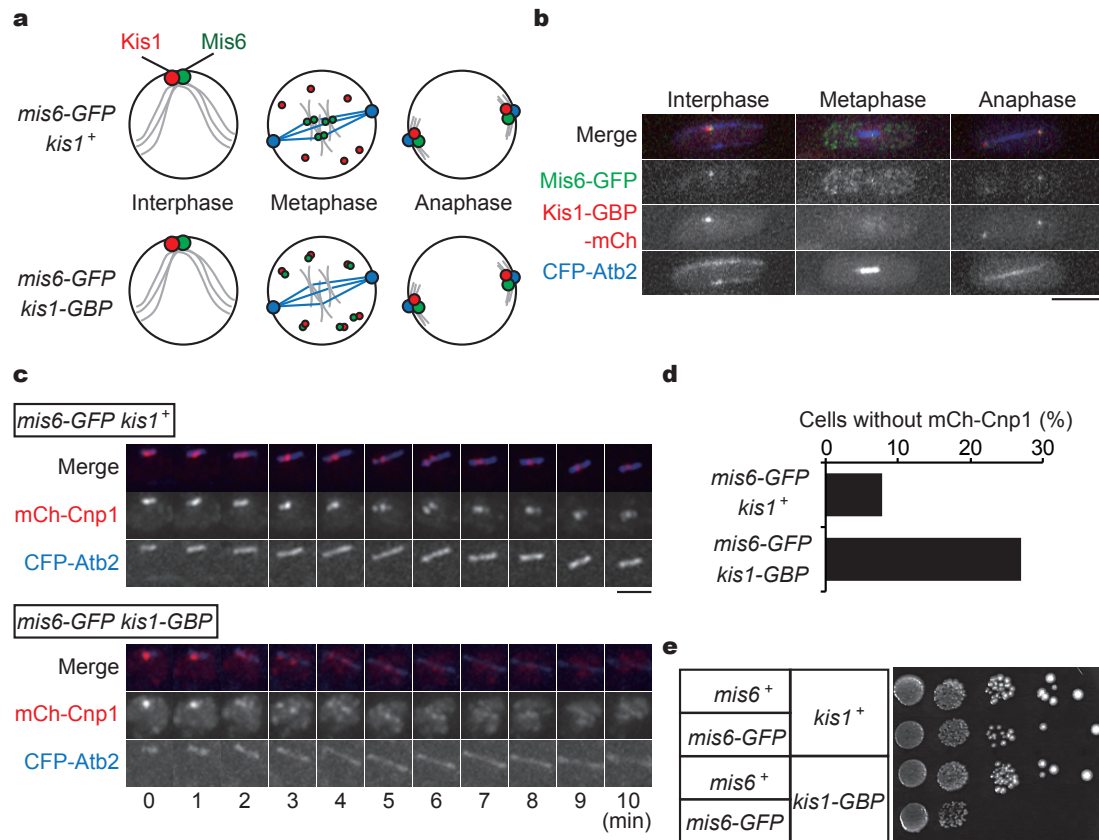 a
Kis1 Mis6
mis6-GFP
kis1+
Interphase Metaphase Anaphase
mis6-GFP
kis1-GBP
b
Interphase Metaphase Anaphase
Merge
Mis6-GFP
Kis1-GBP
-mCh
CFP-Atb2
c
mis6-GFP kis1+
Merge
mCh-Cnp1
CFP-Atb2
mis6-GFP kis1-GBP
Merge
mCh-Cnp1
CFP-Atb2
0 1 2 3 4 5 6 7 8 9 10
(min)
d
Cells without mCh-Cnp1 (%)
0 10 20 30
mis6-GFP
kis1+
mis6-GFP
kis1-GBP
e
mis6+
kis1+
mis6-GFP
mis6+
kis1-GBP
mis6-GFP